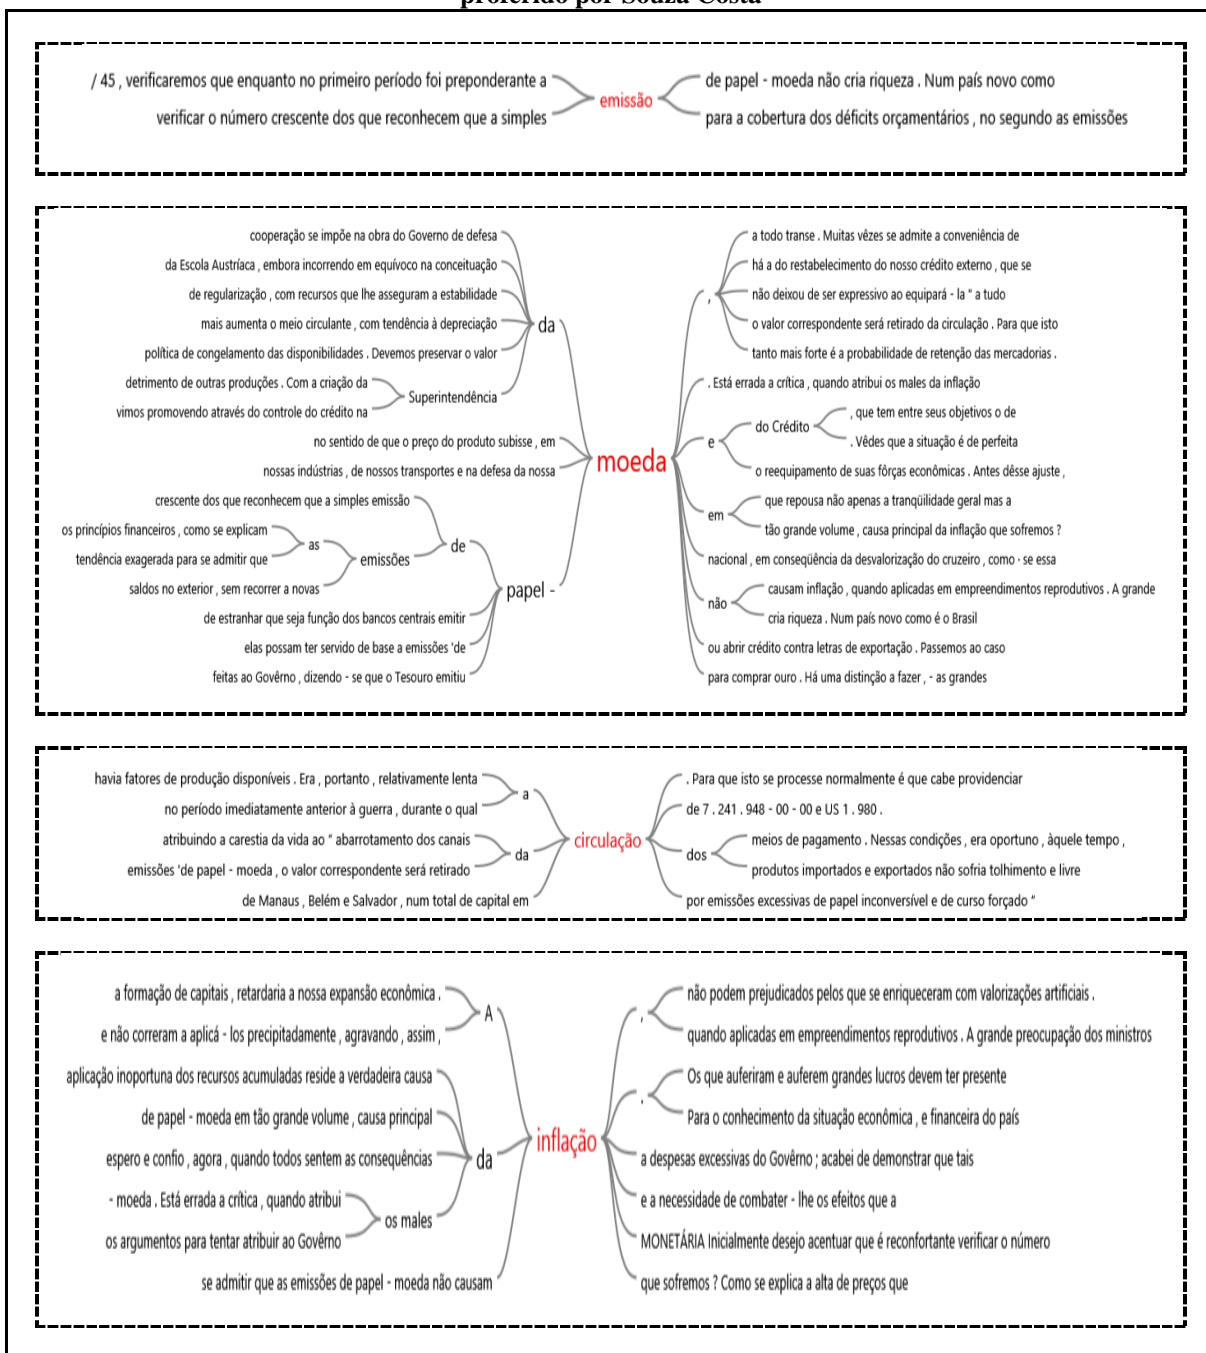 proferido por Souza Costa
/ 45 , verificaremos que enquanto no primeiro período foi preponderante a
verificar o número crescente dos que reconhecem que a simples
emissão
de papel - moeda não cria riqueza . Num país novo como
para a cobertura dos déficits orçamentários , no segundo as emissões
cooperação se impõe na obra do Governo de defesa
da Escola Austríaca , embora incorrendo em equívoco na conceituação
de regularização , com recursos que lhe asseguram a estabilidade
mais aumenta o meio circulante , com tendência à depreciação
política de congelamento das disponibilidades . Devemos preservar o valor
da
detrimento de outras produções . Com a criação da
vimos promovendo através do controle do crédito na
Superintendência
no sentido de que o preço do produto subisse , em
nossas indústrias , de nossos transportes e na defesa da nossa
crescente dos que reconhecem que a simples emissão
os princípios financeiros , como se explicam
tendência exagerada para se admitir que
as
saldos no exterior , sem recorrer a novas
emissões
de
de estranhar que seja função dos bancos centrais emitir
elas possam ter servido de base a emissões 'de
feitas ao Govêrno , dizendo - se que o Tesouro emitiu
papel -
moeda
,
a todo transe . Muitas vêzes se admite a conveniência de
há a do restabelecimento do nosso crédito externo , que se
não deixou de ser expressivo ao equipará - la " a tudo
o valor correspondente será retirado da circulação . Para que isto
tanto mais forte é a probabilidade de retenção das mercadorias .
. Está errada a crítica , quando atribui os males da inflação
e
do Crédito
, que tem entre seus objetivos o de
. Vêdes que a situação é de perfeita
o reequipamento de suas fôrças econômicas . Antes dêsse ajuste ,
em
que repousa não apenas a tranqüilidade geral mas a
tão grande volume , causa principal da inflação que sofremos ?
nacional , em conseqüência da desvalorização do cruzeiro , como · se essa
não
causam inflação , quando aplicadas em empreendimentos reprodutivos . A grande
cria riqueza . Num país novo como é o Brasil
ou abrir crédito contra letras de exportação . Passemos ao caso
para comprar ouro . Há uma distinção a fazer , - as grandes
havia fatores de produção disponíveis . Era , portanto , relativamente lenta
no período imediatamente anterior à guerra , durante o qual
a
atribuindo a carestia da vida ao " abarrotamento dos canais
emissões 'de papel - moeda , o valor correspondente será retirado
da
de Manaus , Belém e Salvador , num total de capital em
circulação
. Para que isto se processe normalmente é que cabe providenciar
de 7 . 241 . 948 - 00 - 00 e US 1 . 980 .
dos
meios de pagamento . Nessas condições , era oportuno , àquele tempo ,
produtos importados e exportados não sofria tolhimento e livre
por emissões excessivas de papel inconversível e de curso forçado "
a formação de capitais , retardaria a nossa expansão econômica .
e não correram a aplicá - los precipitadamente , agravando , assim ,
A
aplicação inoportuna dos recursos acumuladas reside a verdadeira causa
de papel - moeda em tão grande volume , causa principal
espero e confio , agora , quando todos sentem as consequências
da
- moeda . Está errada a crítica , quando atribui
os argumentos para tentar atribuir ao Govêrno
os males
se admitir que as emissões de papel - moeda não causam
inflação
,
não podem prejudicados pelos que se enriqueceram com valorizações artificiais .
quando aplicadas em empreendimentos reprodutivos . A grande preocupação dos ministros
.
Os que auferiram e auferem grandes lucros devem ter presente
Para o conhecimento da situação econômica , e financeira do país
a despesas excessivas do Govêrno ; acabei de demonstrar que tais
e a necessidade de combater - lhe os efeitos que a
MONETÁRIA Inicialmente desejo acentuar que é reconfortante verificar o número
que sofremos ? Como se explica a alta de preços que